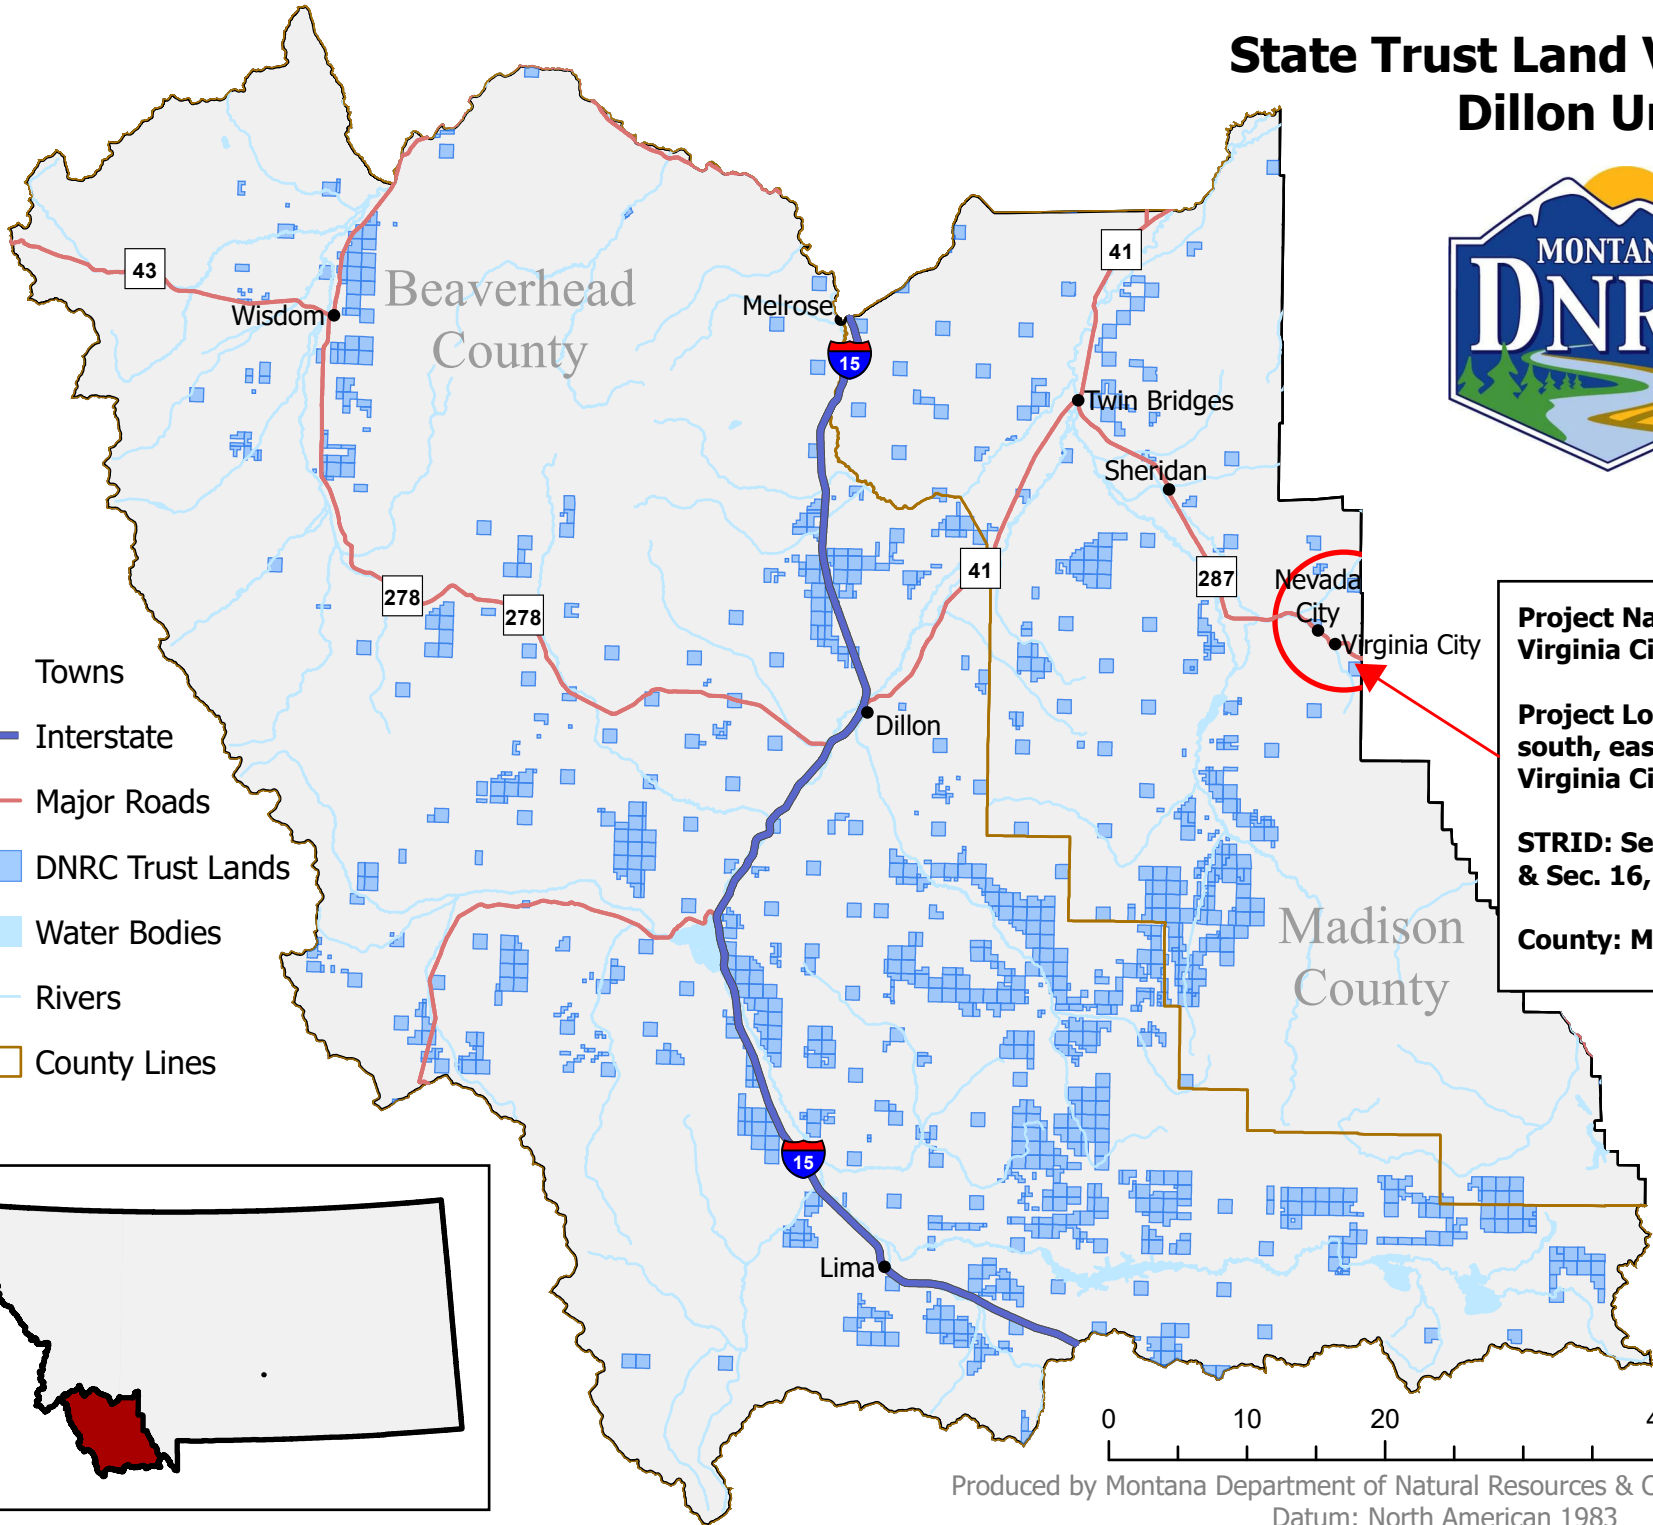 State Trust Land
Dillon
MONTAN
DNR
43
Beaverhead
County
Wisdom
Melrose
15
41
Twin Bridges
Sheridan
41
287
Nevada
City
Virginia City
278
278
Dillon
Towns
Interstate
Major Roads
DNRC Trust Lands
Water Bodies
Rivers
County Lines
Project Na
Virginia Ci
Project Lo
south, eas
Virginia Ci
STRID: Se
& Sec. 16,
County: M
Madison
County
15
Lima
0 10 20 4
Produced by Montana Department of Natural Resources & C
Datum: North American 1983